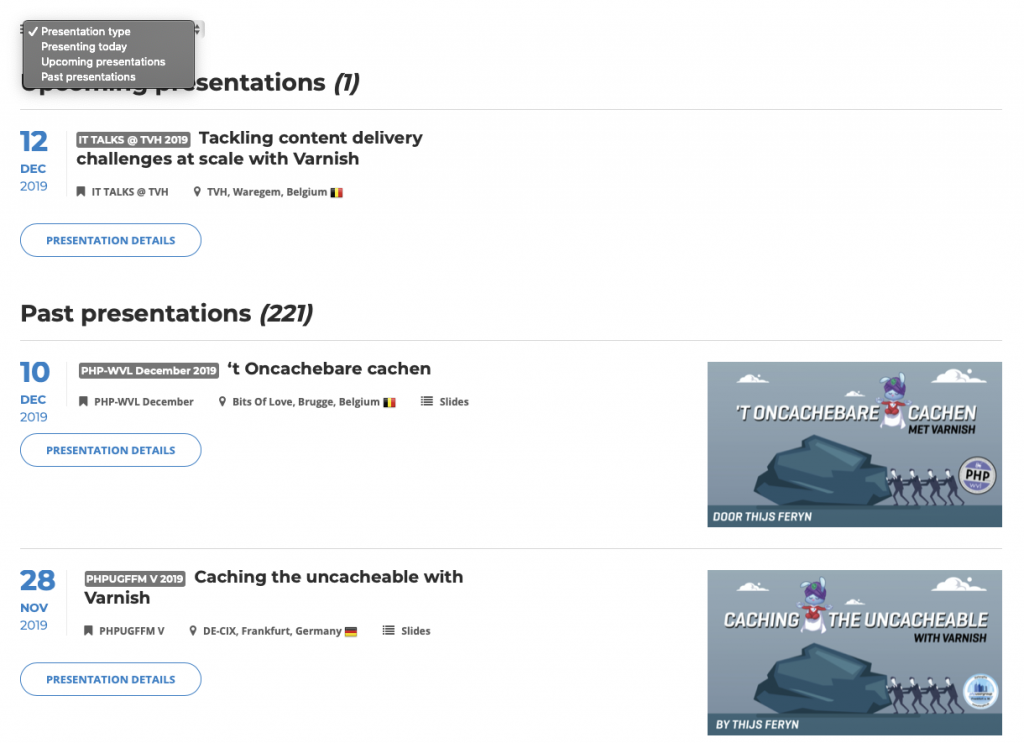 ✓ Presentation type
Presenting today
Upcoming presentations
Past presentations
Upcoming presentations (1)
12
DEC
2019
IT TALKS @ TVH 2019 Tackling content delivery
challenges at scale with Varnish
IT TALKS @ TVH TVH, Waregem, Belgium 🇧🇪
PRESENTATION DETAILS
Past presentations (221)
10
DEC
2019
PHP-WVL December 2019 ‘t Oncachebare cachen
PHP-WVL December Bits Of Love, Brugge, Belgium 🇧🇪 Slides
PRESENTATION DETAILS
'T ONCACHEBARE CACHEN
MET VARNISH
PHP
WVL
DOOR THIJS FERYN
28
NOV
2019
PHPUGFFM V 2019 Caching the uncacheable with
Varnish
PHPUGFFM V DE-CIX, Frankfurt, Germany 🇩🇪 Slides
PRESENTATION DETAILS
CACHING THE UNCACHEABLE
WITH VARNISH
BY THIJS FERYN